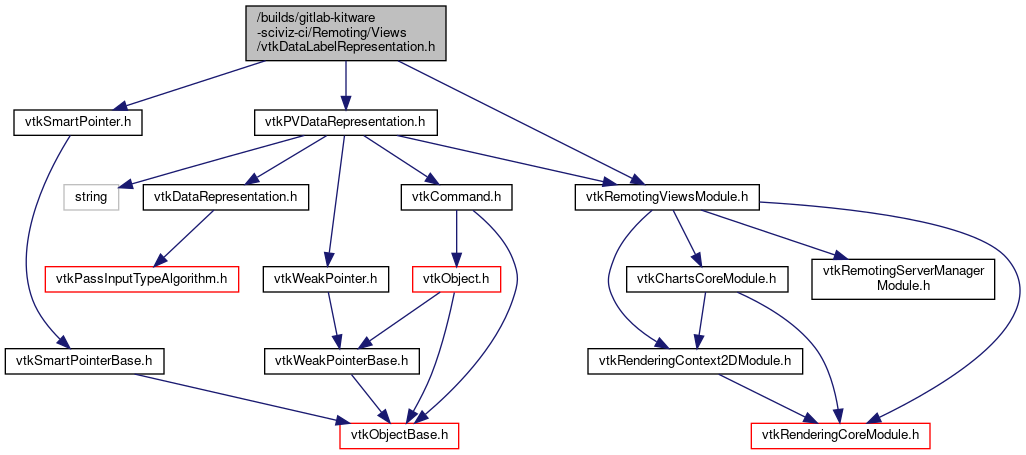 /builds/gitlab-kitware
-sciviz-ci/Remoting/Views
/vtkDataLabelRepresentation.h
vtkSmartPointer.h
vtkPVDataRepresentation.h
string
vtkDataRepresentation.h
vtkCommand.h
vtkRemotingViewsModule.h
vtkPassInputTypeAlgorithm.h
vtkWeakPointer.h
vtkObject.h
vtkChartsCoreModule.h
vtkRemotingServerManager
Module.h
vtkSmartPointerBase.h
vtkWeakPointerBase.h
vtkRenderingContext2DModule.h
vtkObjectBase.h
vtkRenderingCoreModule.h